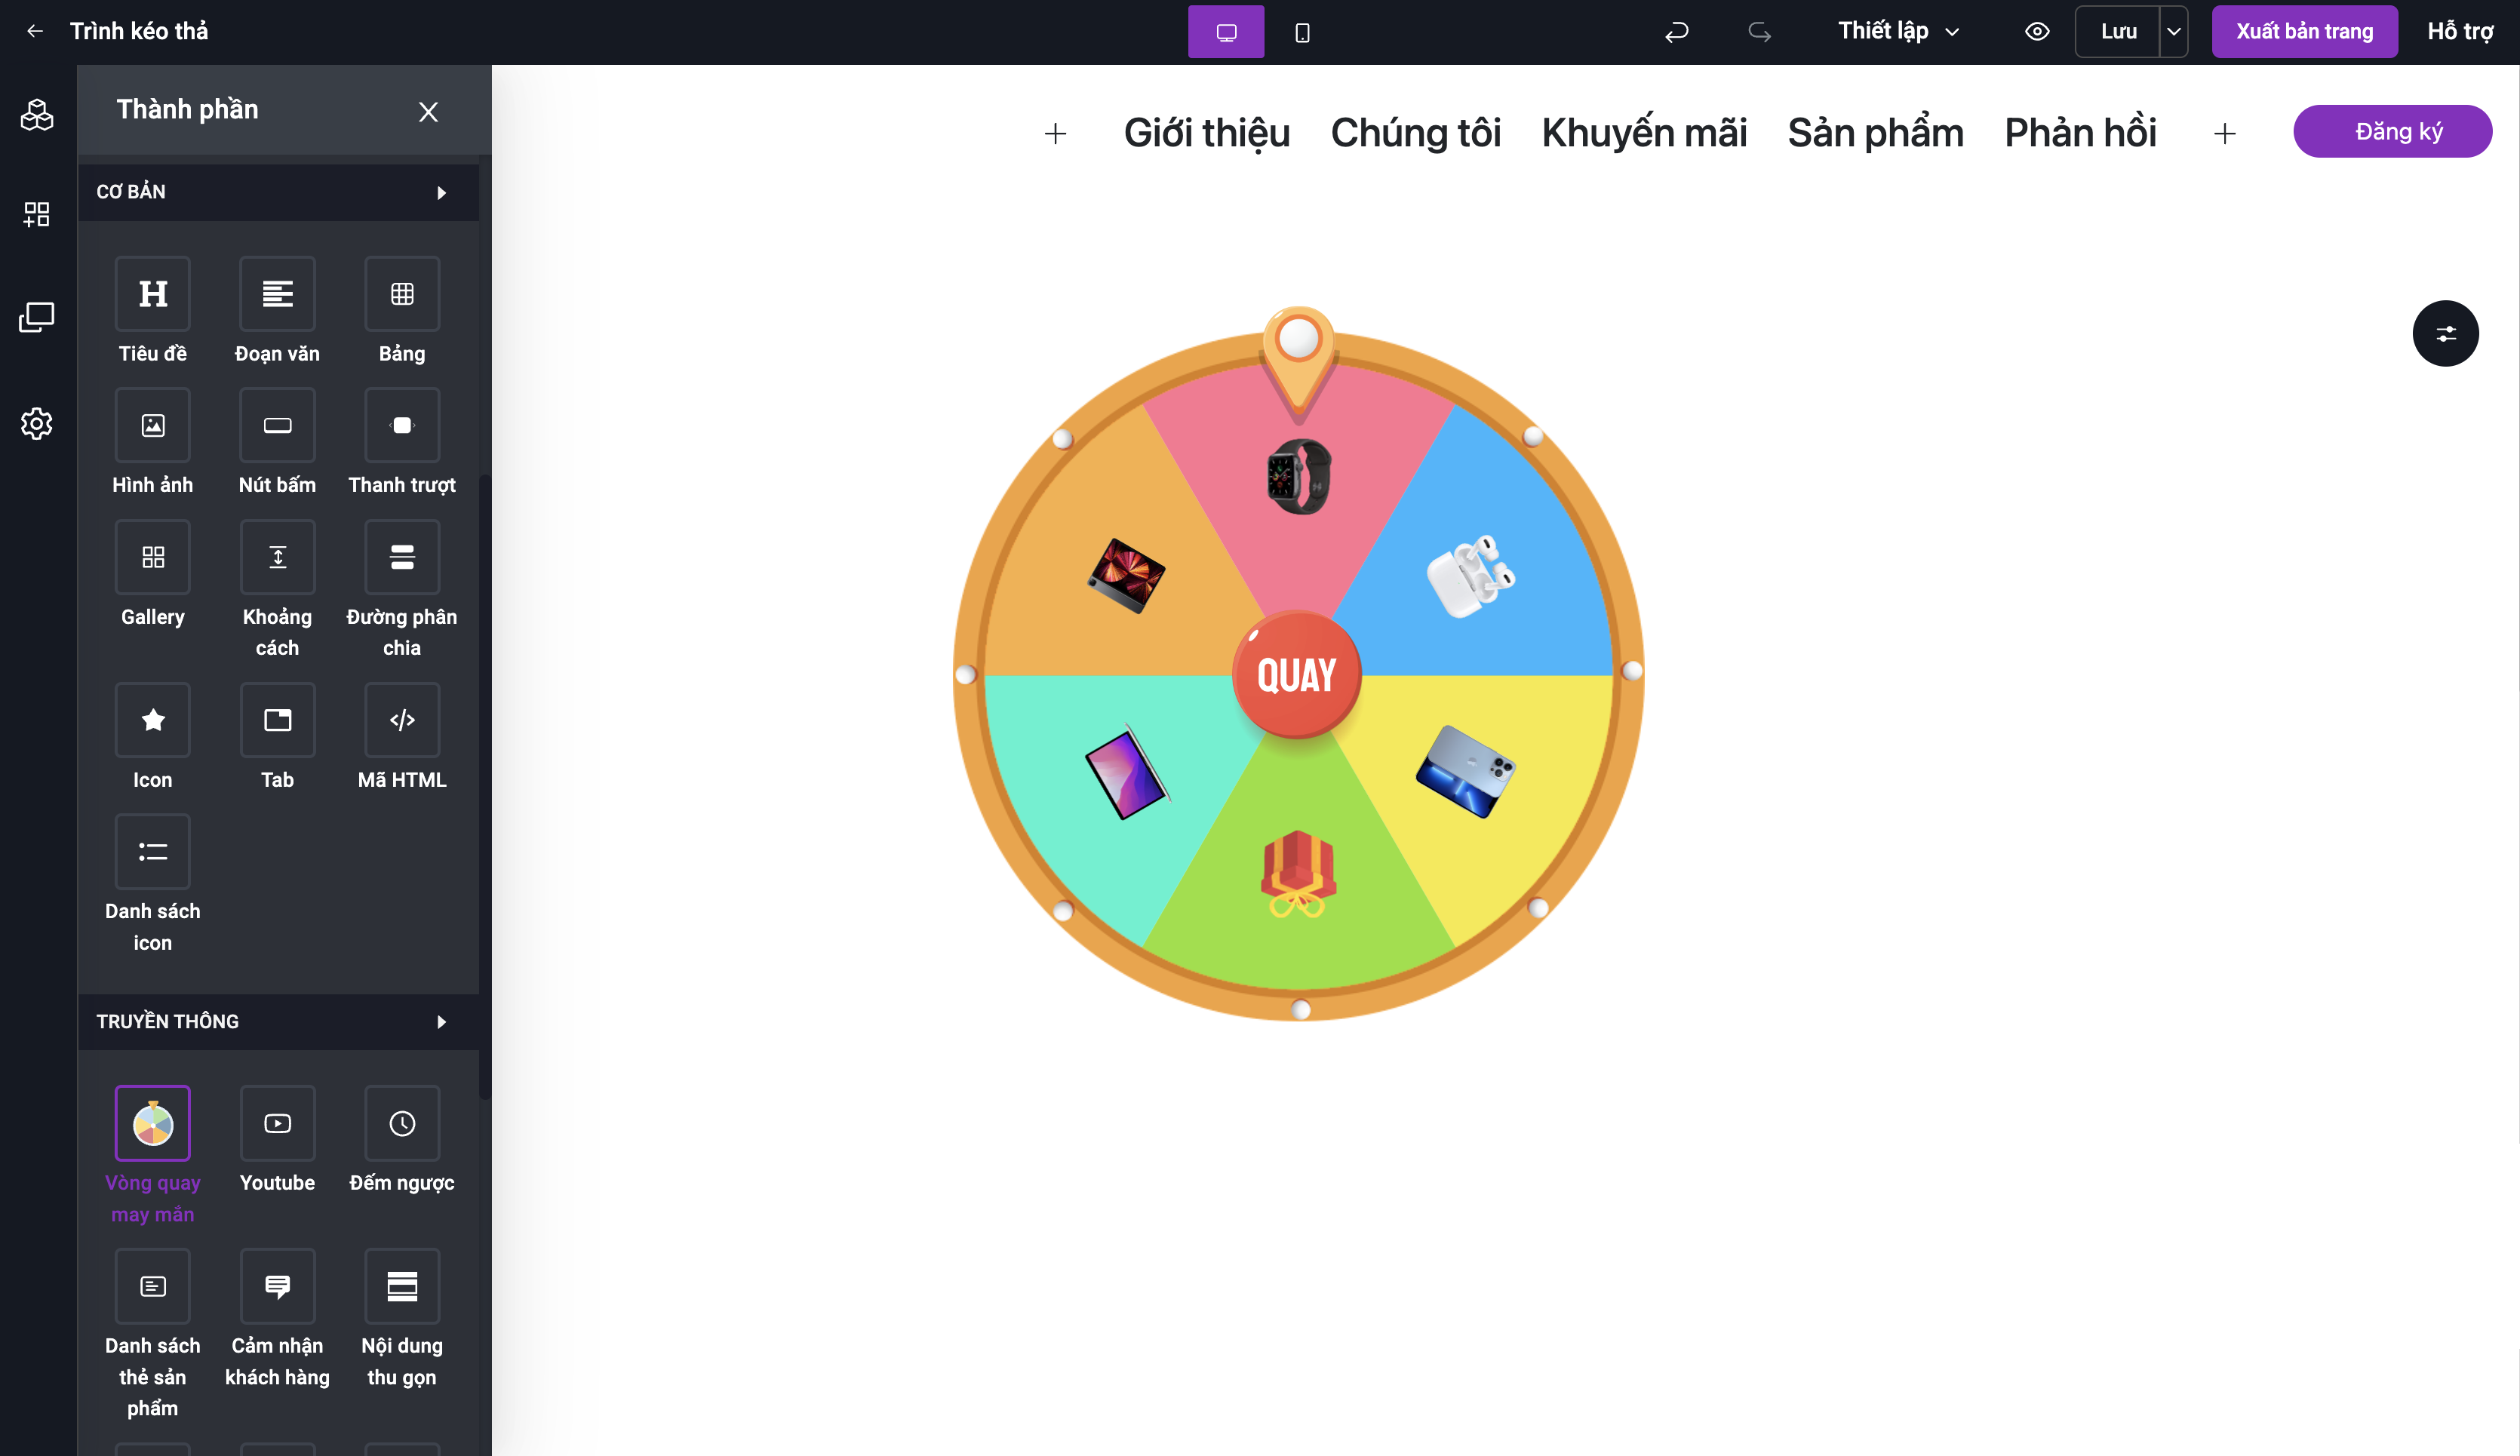 Trình kéo thả
Thiết lập
Lưu
Xuất bản trang
Hỗ trợ
Thành phần
CƠ BẢN
Tiêu đề
Đoạn văn
Bảng
Hình ảnh
Nút bấm
Thanh trượt
Gallery
Khoảng
cách
Đường phân
chia
Icon
Tab
Mã HTML
Danh sách
icon
TRUYỀN THÔNG
Vòng quay
may mắn
Youtube
Đếm ngược
Danh sách
thẻ sản
phẩm
Cảm nhận
khách hàng
Nội dung
thu gọn
Giới thiệu
Chúng tôi
Khuyến mãi
Sản phẩm
Phản hồi
Đăng ký
QUAY